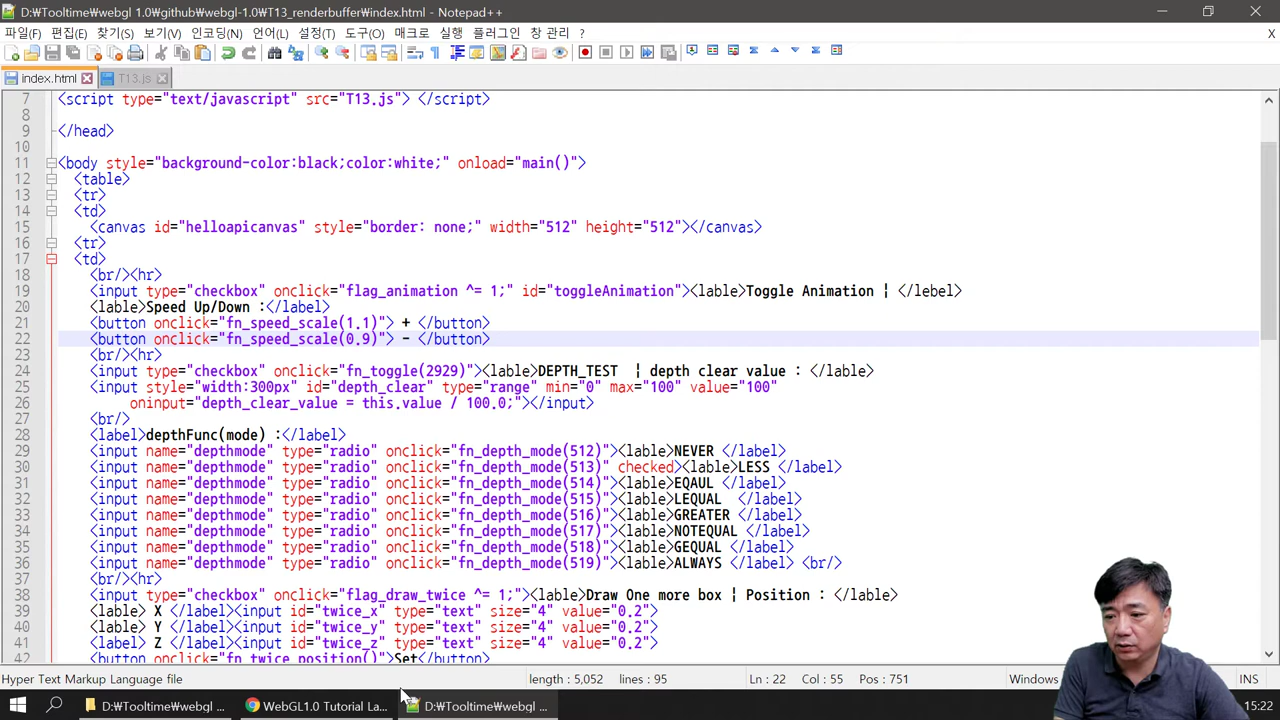 D:₩Tooltime₩webgl 1.0₩github₩webgl-1.0₩T13_renderbuffer₩index.html - Notepad++
파일(F) 편집(E) 찾기(S) 보기(V) 인코딩(N) 언어(L) 설정(T) 도구(O) 매크로 실행 플러그인 창 관리 ? X
index.html T13.js
7 <script type="text/javascript" src="T13.js"> </script>
8
9 </head>
10
11 <body style="background-color:black;color:white;" onload="main()">
12 <table>
13 <tr>
14 <td>
15 <canvas id="helloapicanvas" style="border: none;" width="512" height="512"></canvas>
16 <tr>
17 <td>
18 <br/><hr>
19 <input type="checkbox" onclick="flag_animation ^= 1;" id="toggleAnimation"><lable>Toggle Animation | </lebel>
20 <lable>Speed Up/Down :</label>
21 <button onclick="fn_speed_scale(1.1)"> + </button>
22 <button onclick="fn_speed_scale(0.9)"> - </button>
23 <br/><hr>
24 <input type="checkbox" onclick="fn_toggle(2929)"><lable>DEPTH_TEST | depth clear value : </lable>
25 <input style="width:300px" id="depth_clear" type="range" min="0" max="100" value="100"
26 oninput="depth_clear_value = this.value / 100.0;"></input>
27 <br/>
28 <label>depthFunc(mode) :</label>
29 <input name="depthmode" type="radio" onclick="fn_depth_mode(512)"><lable>NEVER </label>
30 <input name="depthmode" type="radio" onclick="fn_depth_mode(513)" checked><lable>LESS </label>
31 <input name="depthmode" type="radio" onclick="fn_depth_mode(514)"><lable>EQAUL </label>
32 <input name="depthmode" type="radio" onclick="fn_depth_mode(515)"><lable>LEQUAL </label>
33 <input name="depthmode" type="radio" onclick="fn_depth_mode(516)"><lable>GREATER </label>
34 <input name="depthmode" type="radio" onclick="fn_depth_mode(517)"><lable>NOTEQUAL </label>
35 <input name="depthmode" type="radio" onclick="fn_depth_mode(518)"><lable>GEQUAL </label>
36 <input name="depthmode" type="radio" onclick="fn_depth_mode(519)"><lable>ALWAYS </label> <br/>
37 <br/><hr>
38 <input type="checkbox" onclick="flag_draw_twice ^= 1;"><lable>Draw One more box | Position : </lable>
39 <lable> X </label><input id="twice_x" type="text" size="4" value="0.2">
40 <lable> Y </label><input id="twice_y" type="text" size="4" value="0.2">
41 <label> Z </label><input id="twice_z" type="text" size="4" value="0.2">
42 <button onclick="fn_twice_position()">Set</button>
Hyper Text Markup Language file length : 5,052 lines : 95 Ln : 22 Col : 55 Pos : 751 Windows INS
D:₩Tooltime₩webgl ... WebGL1.0 Tutorial La... D:₩Tooltime₩webgl ... 15:22